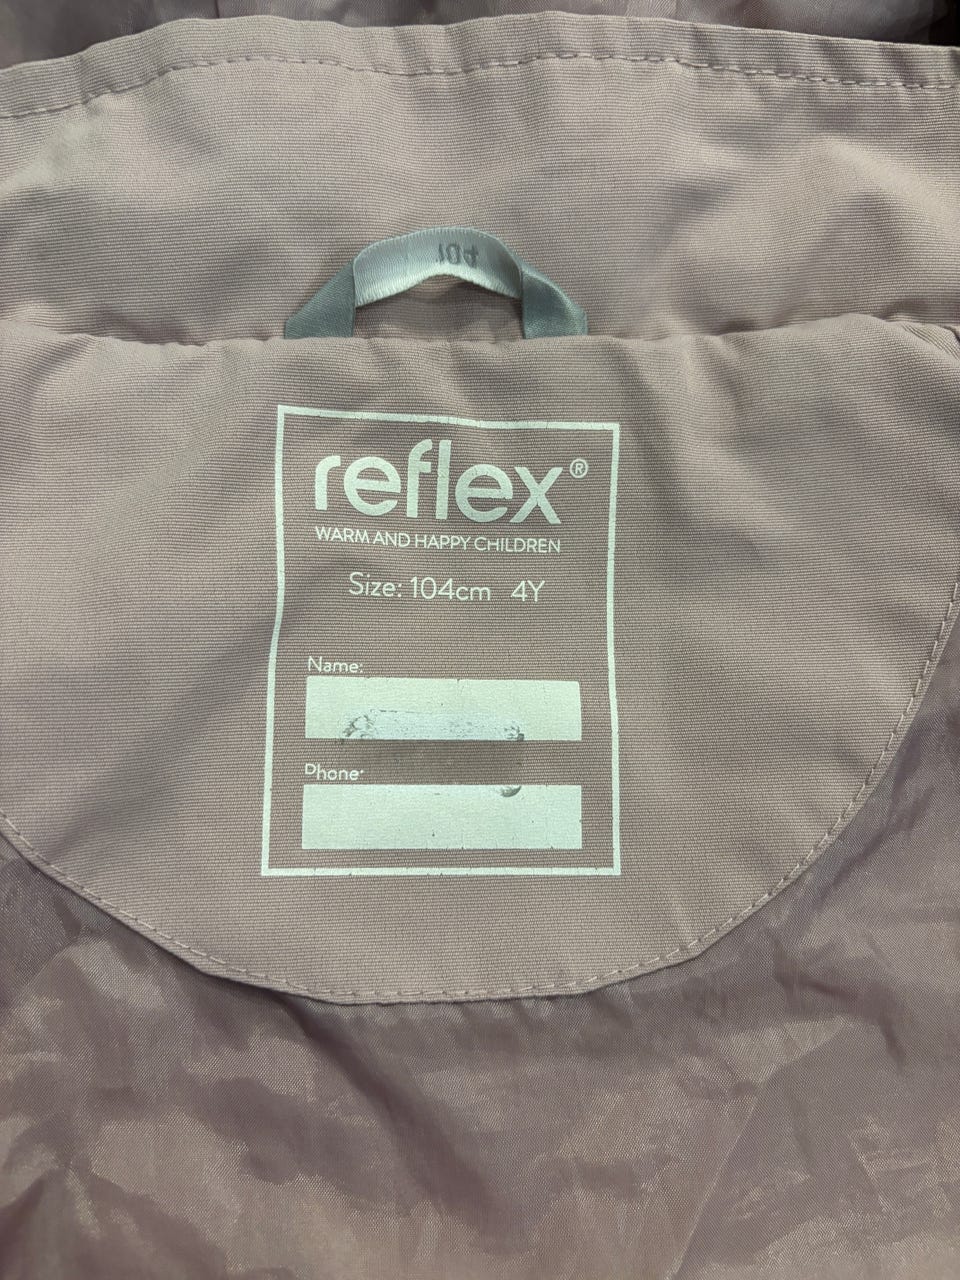 104
reflex®
WARM AND HAPPY CHILDREN
Size: 104cm 4Y
Name:
Phone: